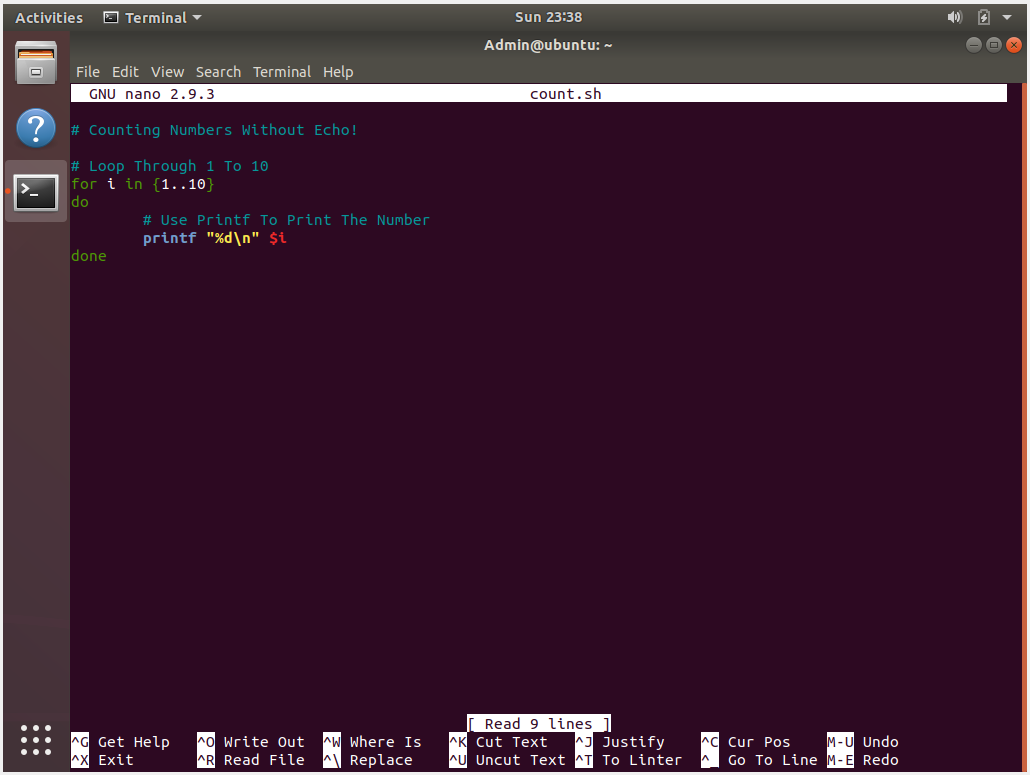 Activities Terminal Sun 23:38
Admin@ubuntu: ~
File Edit View Search Terminal Help
GNU nano 2.9.3 count.sh
# Counting Numbers Without Echo!
# Loop Through 1 To 10
for i in {1..10}
do
# Use Printf To Print The Number
printf "%d\n" $i
done
[ Read 9 lines ]
^G Get Help ^O Write Out ^W Where Is ^K Cut Text ^J Justify ^C Cur Pos M-U Undo
^X Exit ^R Read File ^\ Replace ^U Uncut Text ^T To Linter ^_ Go To Line M-E Redo